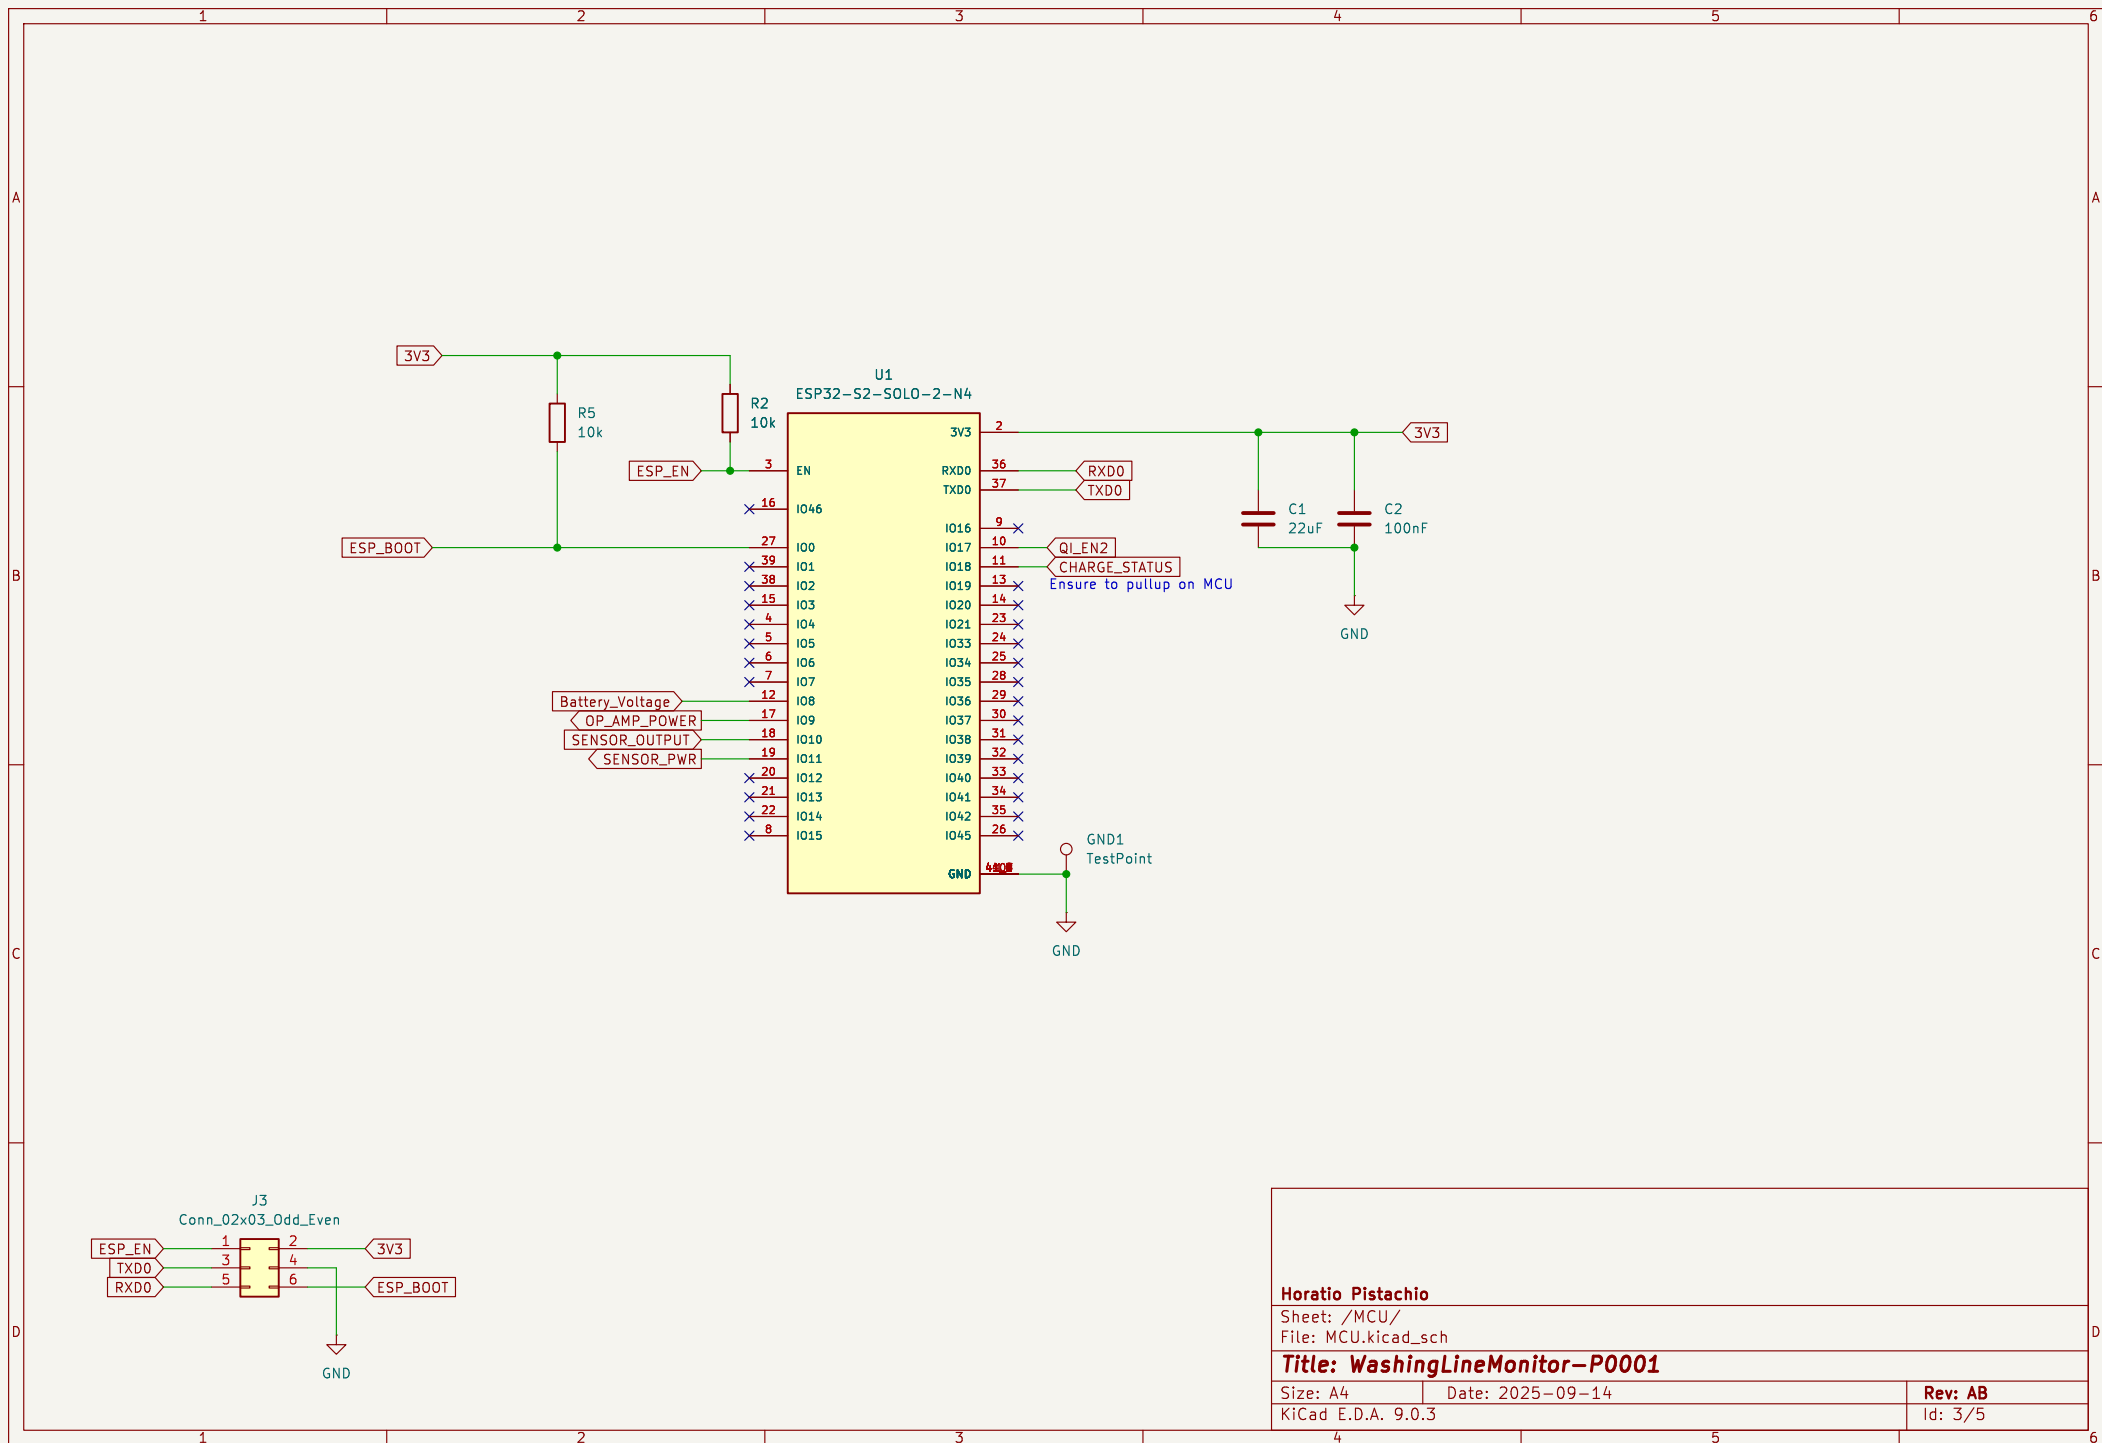 1 2 3 4 5 6
A A
B B
C C
D D
3V3
R5
10k
R2
10k
ESP_EN
ESP_BOOT
Battery_Voltage
OP_AMP_POWER
SENSOR_OUTPUT
SENSOR_PWR
U1
ESP32-S2-SOLO-2-N4
3 EN
16 IO46
27 IO0
39 IO1
38 IO2
15 IO3
4 IO4
5 IO5
6 IO6
7 IO7
12 IO8
17 IO9
18 IO10
19 IO11
20 IO12
21 IO13
22 IO14
8 IO15
3V3 2
RXD0 36
TXD0 37
IO16 9
IO17 10
IO18 11
IO19 13
IO20 14
IO21 23
IO33 24
IO34 25
IO35 28
IO36 29
IO37 30
IO38 31
IO39 32
IO40 33
IO41 34
IO42 35
IO45 26
GND
RXD0
TXD0
QI_EN2
CHARGE_STATUS
Ensure to pullup on MCU
3V3
C1
22uF
C2
100nF
GND
GND1
TestPoint
GND
J3
Conn_02x03_Odd_Even
ESP_EN 1 2 3V3
TXD0 3 4
RXD0 5 6 ESP_BOOT
GND
Horatio Pistachio
Sheet: /MCU/
File: MCU.kicad_sch
Title: WashingLineMonitor-P0001
Size: A4 Date: 2025-09-14 Rev: AB
KiCad E.D.A. 9.0.3 Id: 3/5
1 2 3 4 5 6